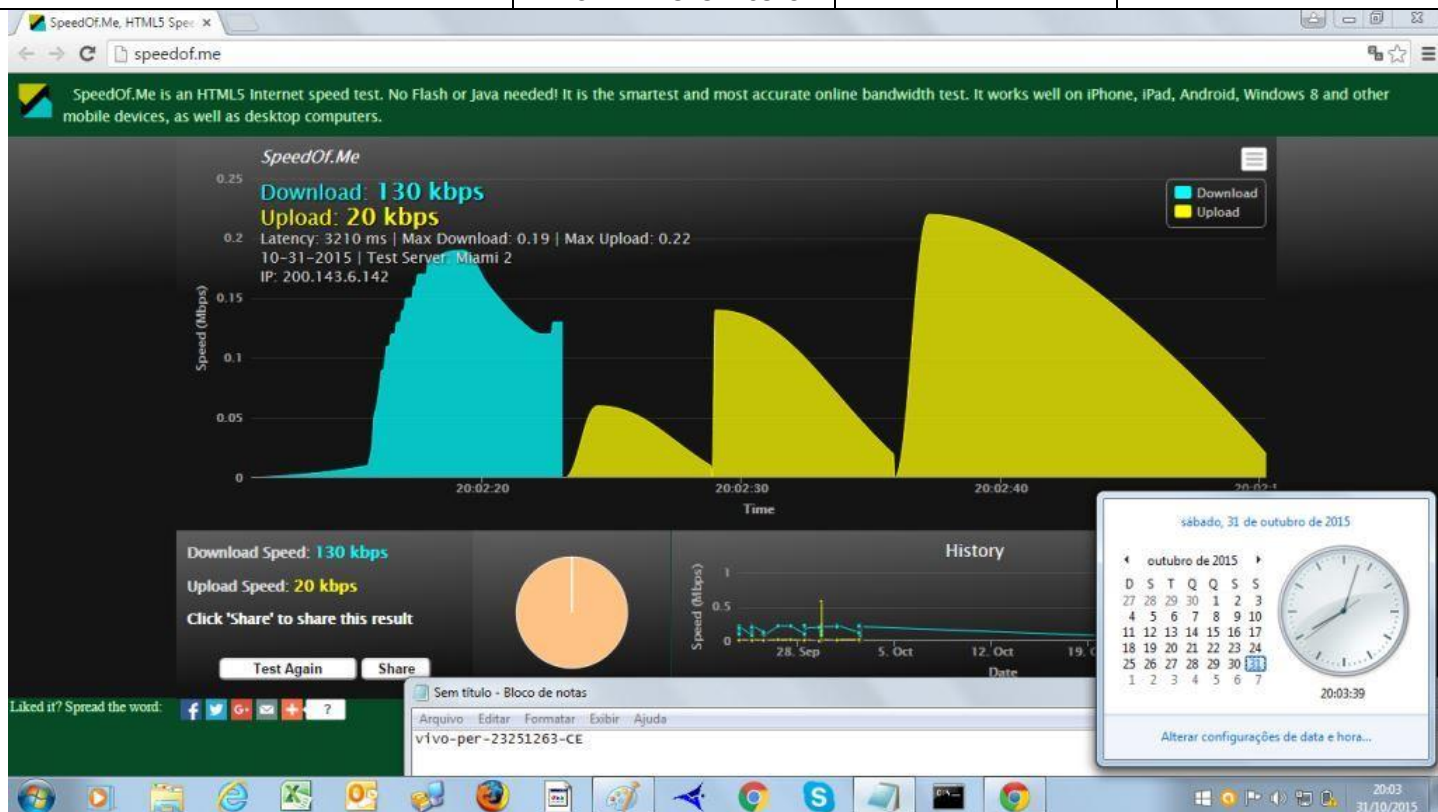 SpeedOf.Me, HTML5 Spee
speedof.me
SpeedOf.Me is an HTML5 Internet speed test. No Flash or Java needed! It is the smartest and most accurate online bandwidth test. It works well on iPhone, iPad, Android, Windows 8 and other
mobile devices, as well as desktop computers.
SpeedOf.Me
Download: 130 kbps
Upload: 20 kbps
Latency: 3210 ms | Max Download: 0.19 | Max Upload: 0.22
10-31-2015 | Test Server: Miami 2
IP: 200.143.6.142
Download
Upload
0.25
0.2
0.15
0.1
0.05
0
Speed (Mbps)
20:02:20 20:02:30 20:02:40
Time
Download Speed: 130 kbps
Upload Speed: 20 kbps
Click 'Share' to share this result
Test Again Share
History
1
0.5
0
Speed (Mbps)
28. Sep 5. Oct 12. Oct 19.
Date
sábado, 31 de outubro de 2015
outubro de 2015
D S T Q Q S S
27 28 29 30 1 2 3
4 5 6 7 8 9 10
11 12 13 14 15 16 17
18 19 20 21 22 23 24
25 26 27 28 29 30 31
1 2 3 4 5 6 7
20:03:39
Alterar configurações de data e hora...
Liked it? Spread the word:
?
Sem título - Bloco de notas
Arquivo Editar Formatar Exibir Ajuda
vivo-per-23251263-CE
20:03
31/10/2015